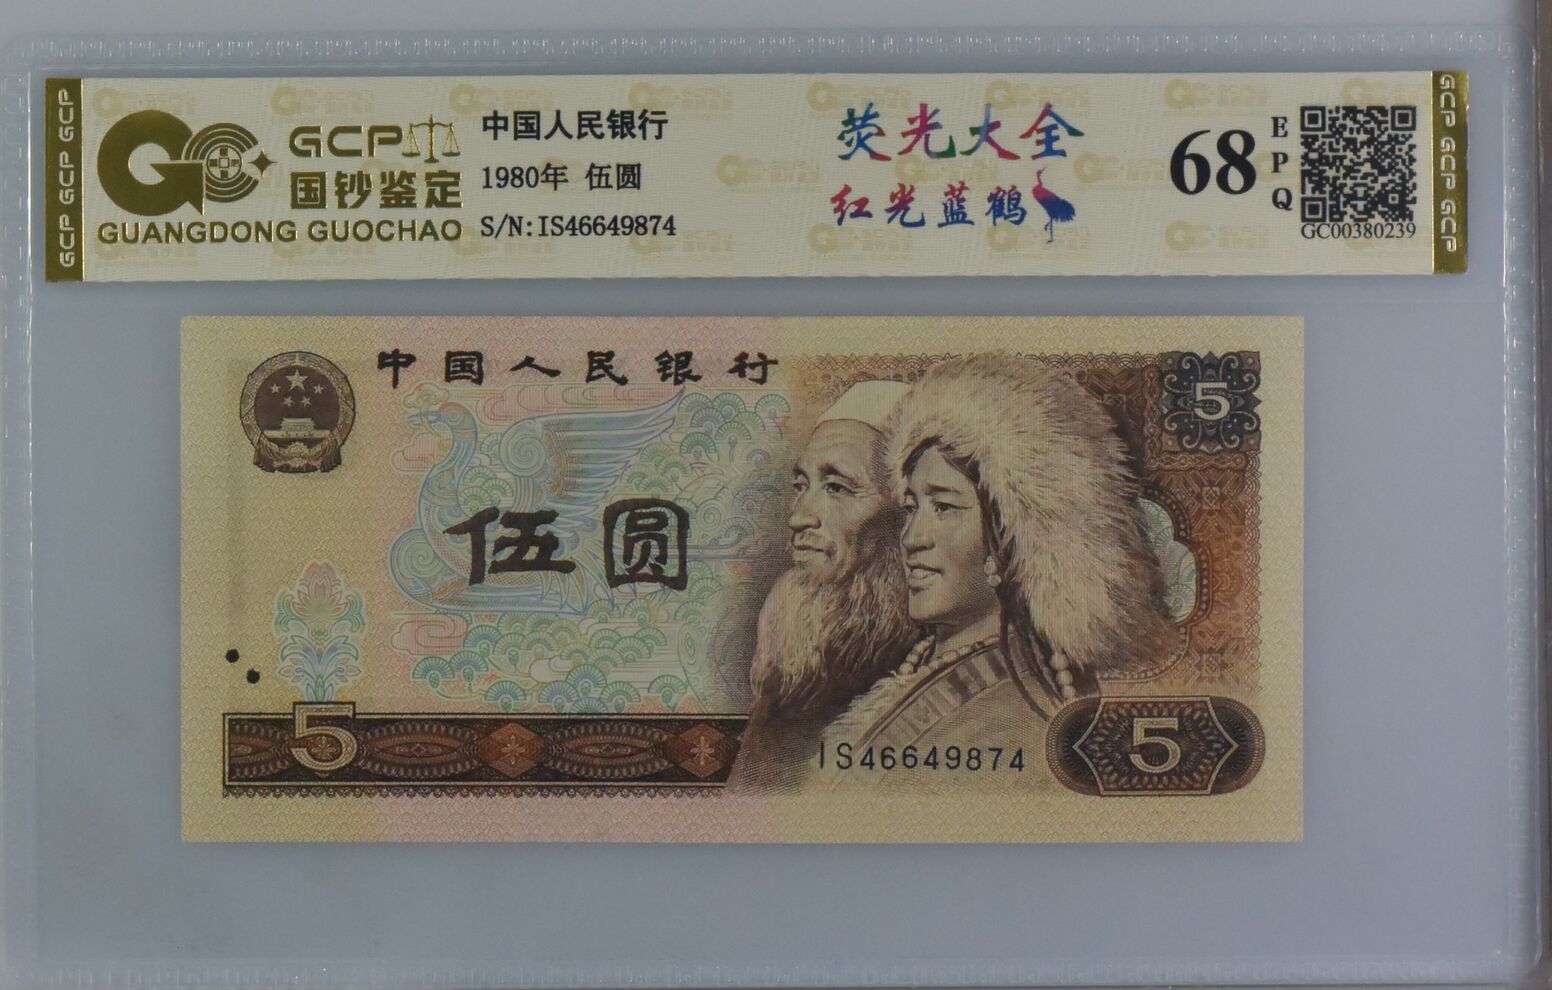 GCP GCP GCP
GCP
国钞鉴定
GUANGDONG GUOCHAO
中国人民银行
1980年 伍圆
S/N:IS46649874
荧光大全
红光蓝鹤
68
EPQ
GC00380239
GCP GCP GCP
中国人民银行
5
伍圆
5
IS46649874
5